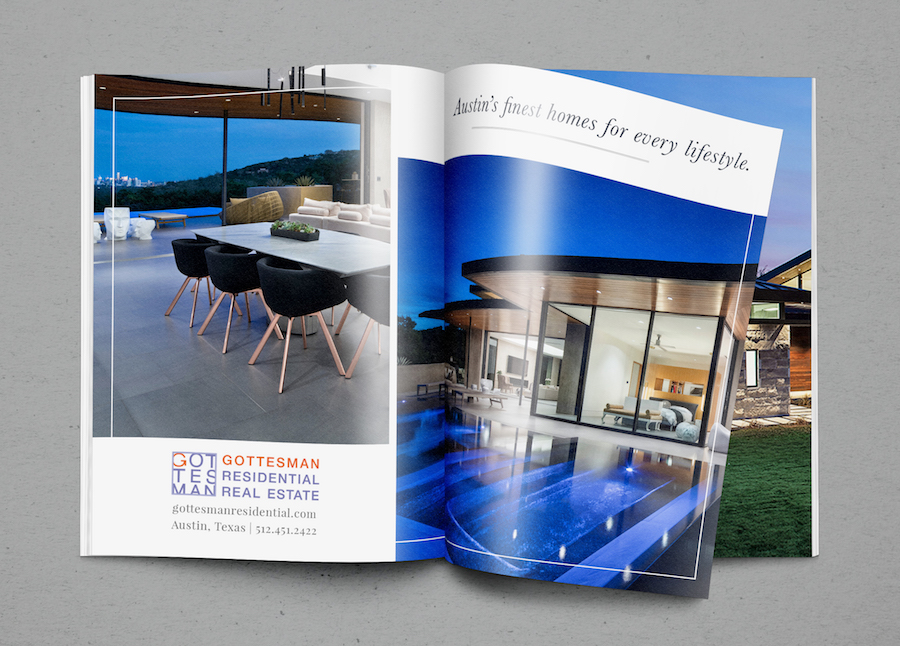 Austin's finest homes for every lifestyle.
GOT
TES
MAN
GOTTESMAN
RESIDENTIAL
REAL ESTATE
gottesmanresidential.com
Austin, Texas | 512.451.2422